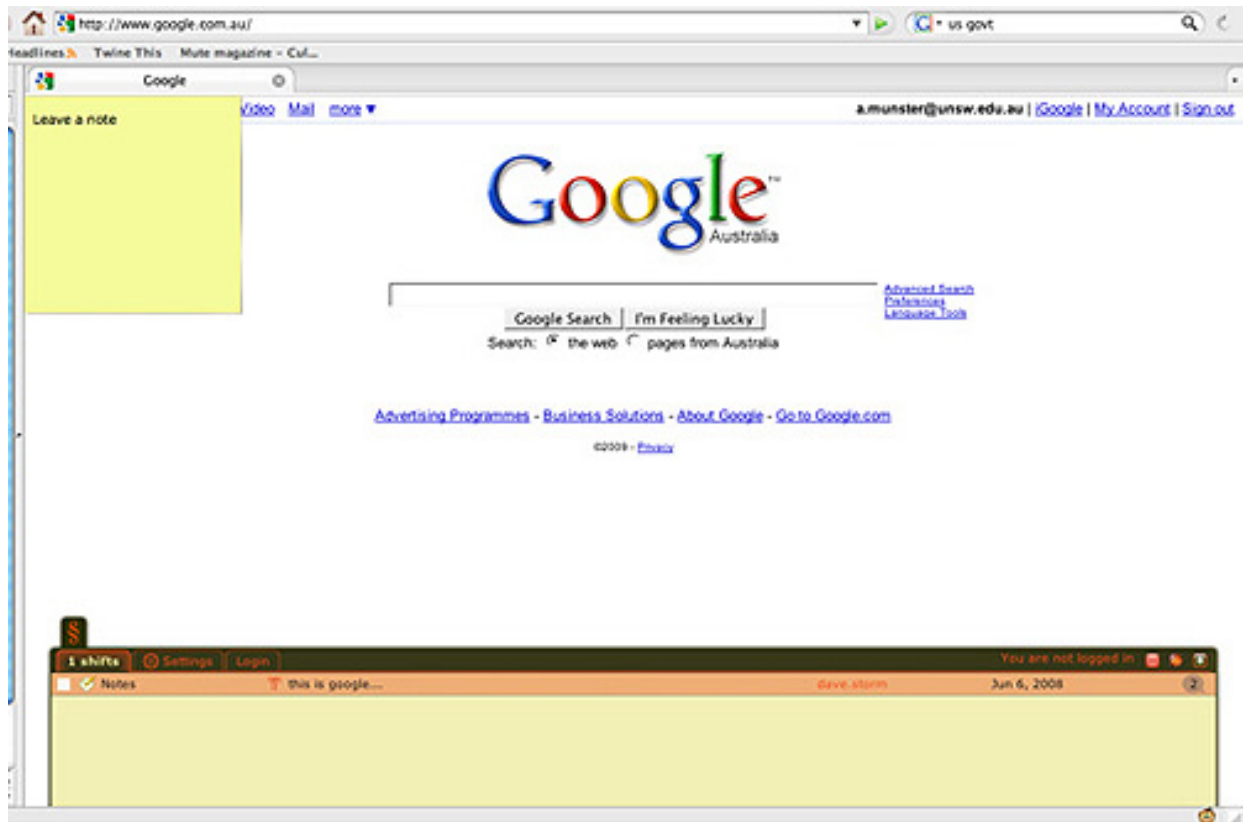 http://www.google.com.au/ us govt
Headlines Twine This Mute magazine - Cul...
Google
Video Mail more ▼ a.munster@unsw.edu.au | iGoogle | My Account | Sign out
Leave a note
Google™
Australia
Advanced Search
Preferences
Language Tools
Google Search I'm Feeling Lucky
Search: the web pages from Australia
Advertising Programmes - Business Solutions - About Google - Go to Google.com
©2009 - Privacy
§
1 shifts Settings Login You are not logged in
Notes this is google... dave.storm Jun 6, 2008 2